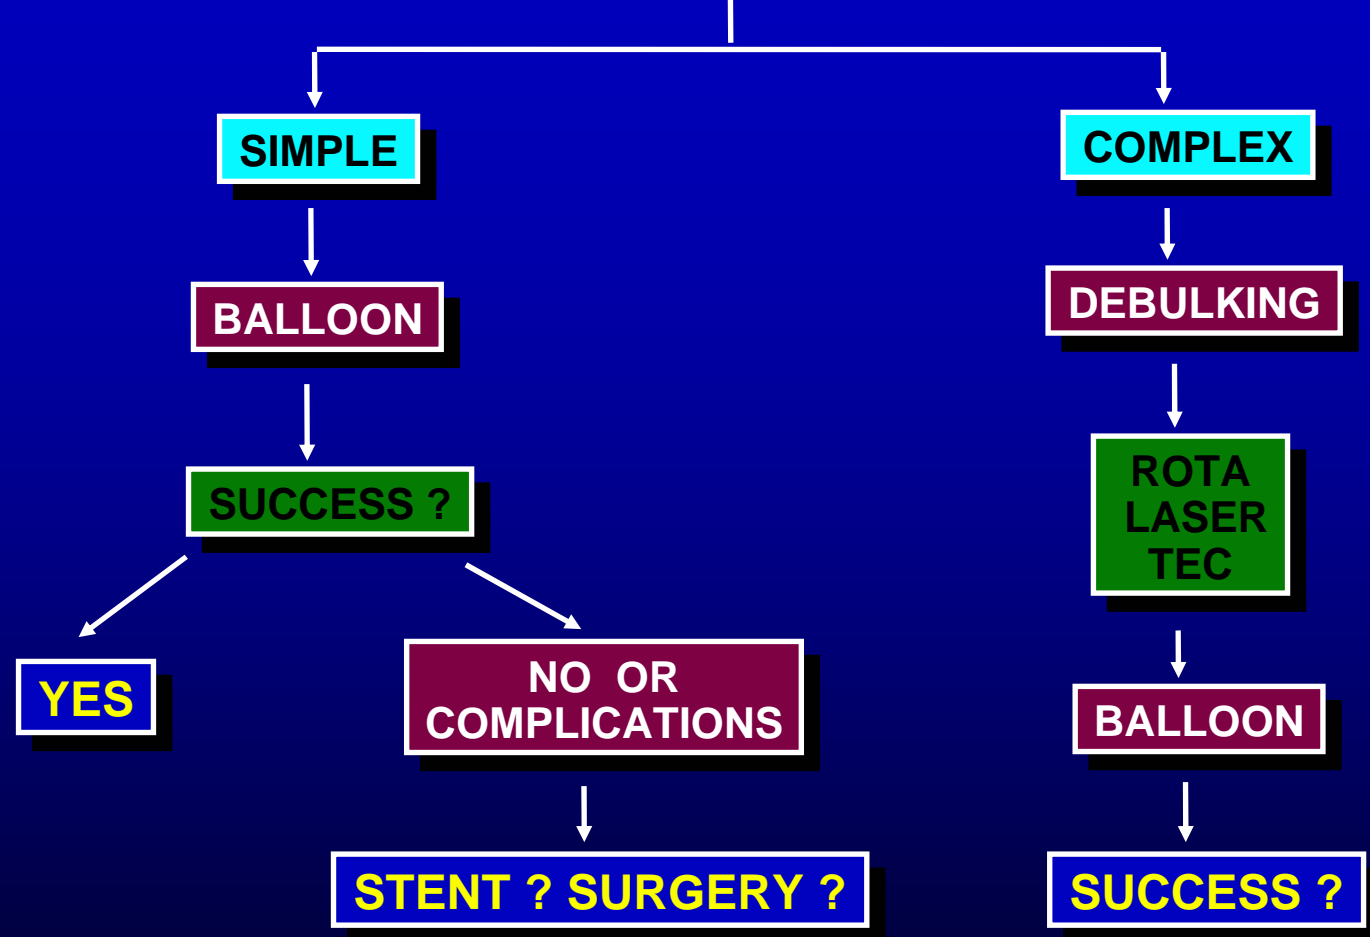 SIMPLE
COMPLEX
BALLOON
DEBULKING
SUCCESS ?
ROTA
LASER
TEC
YES
NO OR
COMPLICATIONS
BALLOON
STENT ? SURGERY ?
SUCCESS ?